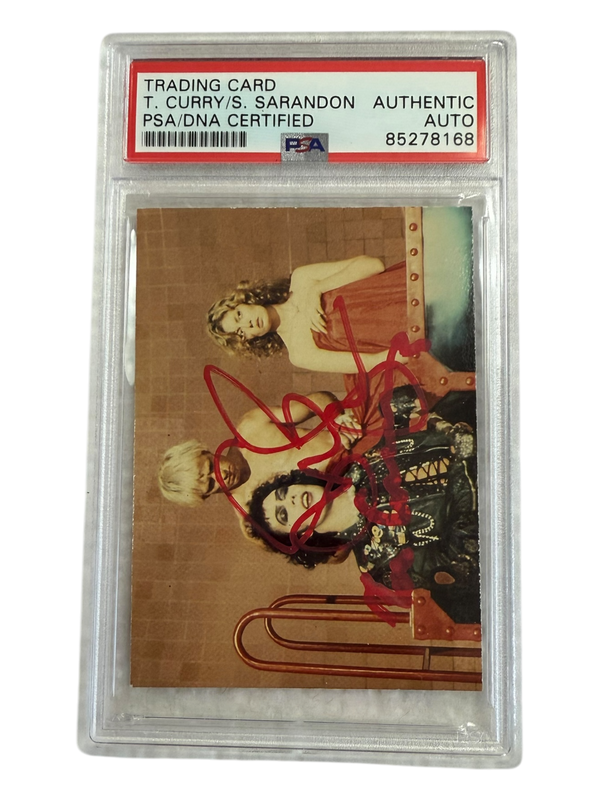 TRADING CARD
T. CURRY/S. SARANDON AUTHENTIC
PSA/DNA CERTIFIED AUTO
PSA 85278168